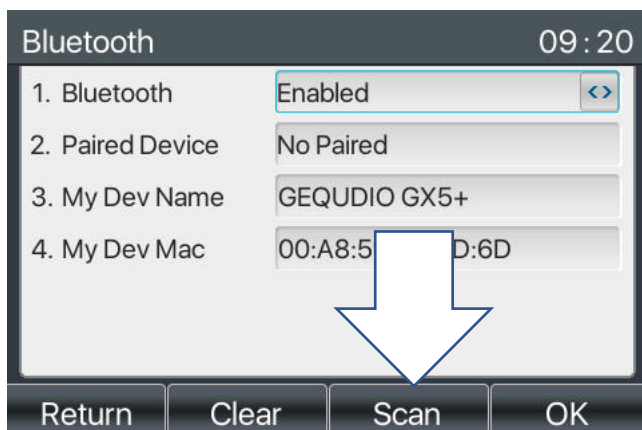 Bluetooth 09:20
1. Bluetooth Enabled <>
2. Paired Device No Paired
3. My Dev Name GEQUDIO GX5+
4. My Dev Mac 00:A8:5 D:6D
Return Clear Scan OK